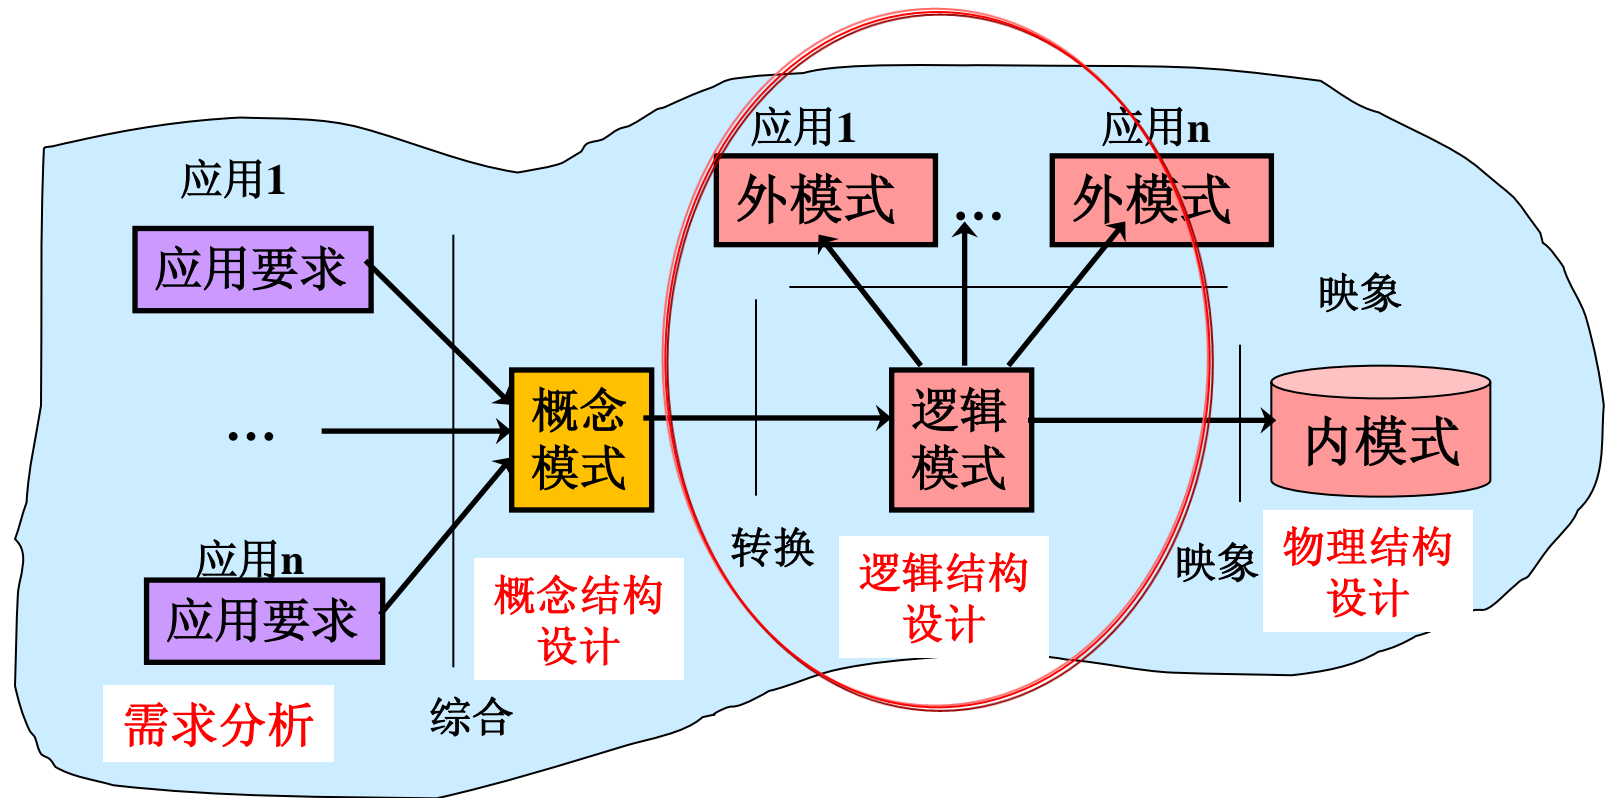 应用1
应用n
外模式
...
外模式
应用1
应用要求
映象
概念
模式
逻辑
模式
内模式
...
应用n
应用要求
转换
映象
概念结构
设计
逻辑结构
设计
物理结构
设计
需求分析
综合